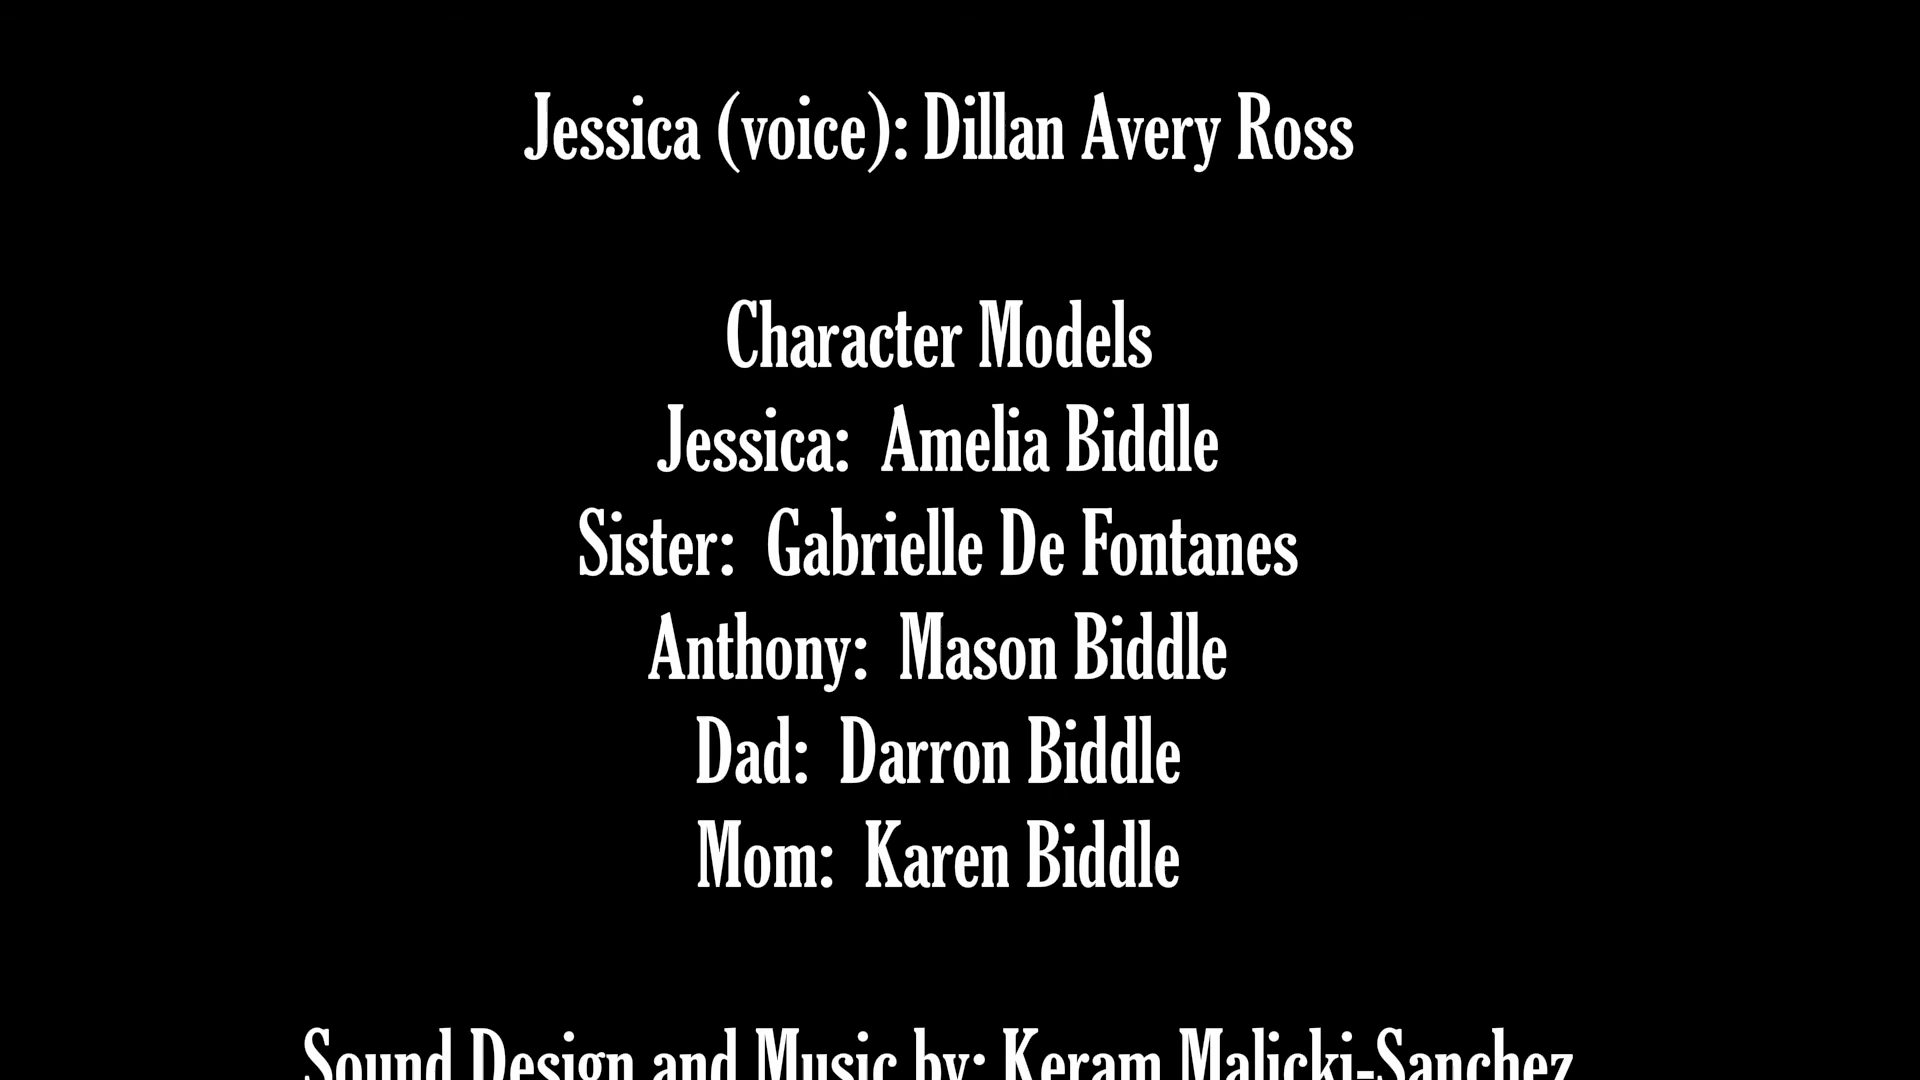 Jessica (voice): Dillan Avery Ross
Character Models
Jessica:  Amelia Biddle
Sister:  Gabrielle De Fontanes
Anthony:  Mason Biddle
Dad:  Darron Biddle
Mom:  Karen Biddle
Sound Design and Music by: Keram Malicki-Sanchez